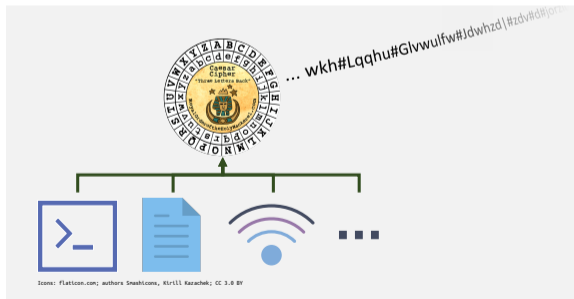 ... wkh#Lqqhu#Glvwulfw#Jdwhzd|#zdv#d#
Caesar
Cipher
"Three Letters Back"
A B C D E F G H I J K L M N O P Q R S T U V W X Y Z
a b c d e f g h i j k l m n o p q r s t u v w x y z
Icons: flaticon.com; authors Smashicons, Kirill Kazachek; CC 3.0 BY